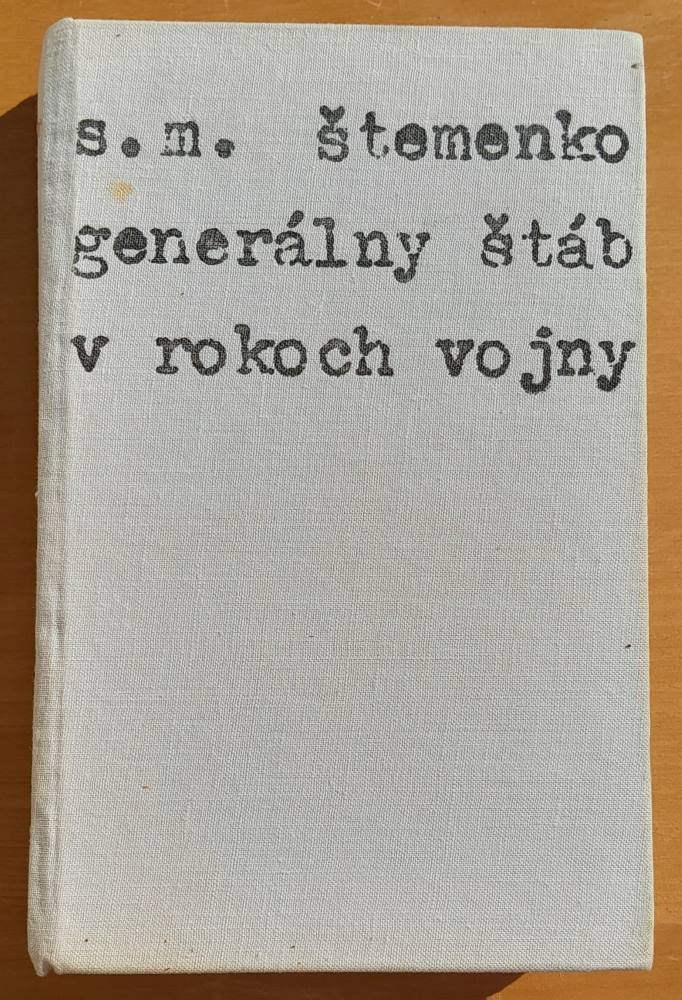 s.m. štemenko
generálny štáb
v rokoch vojny